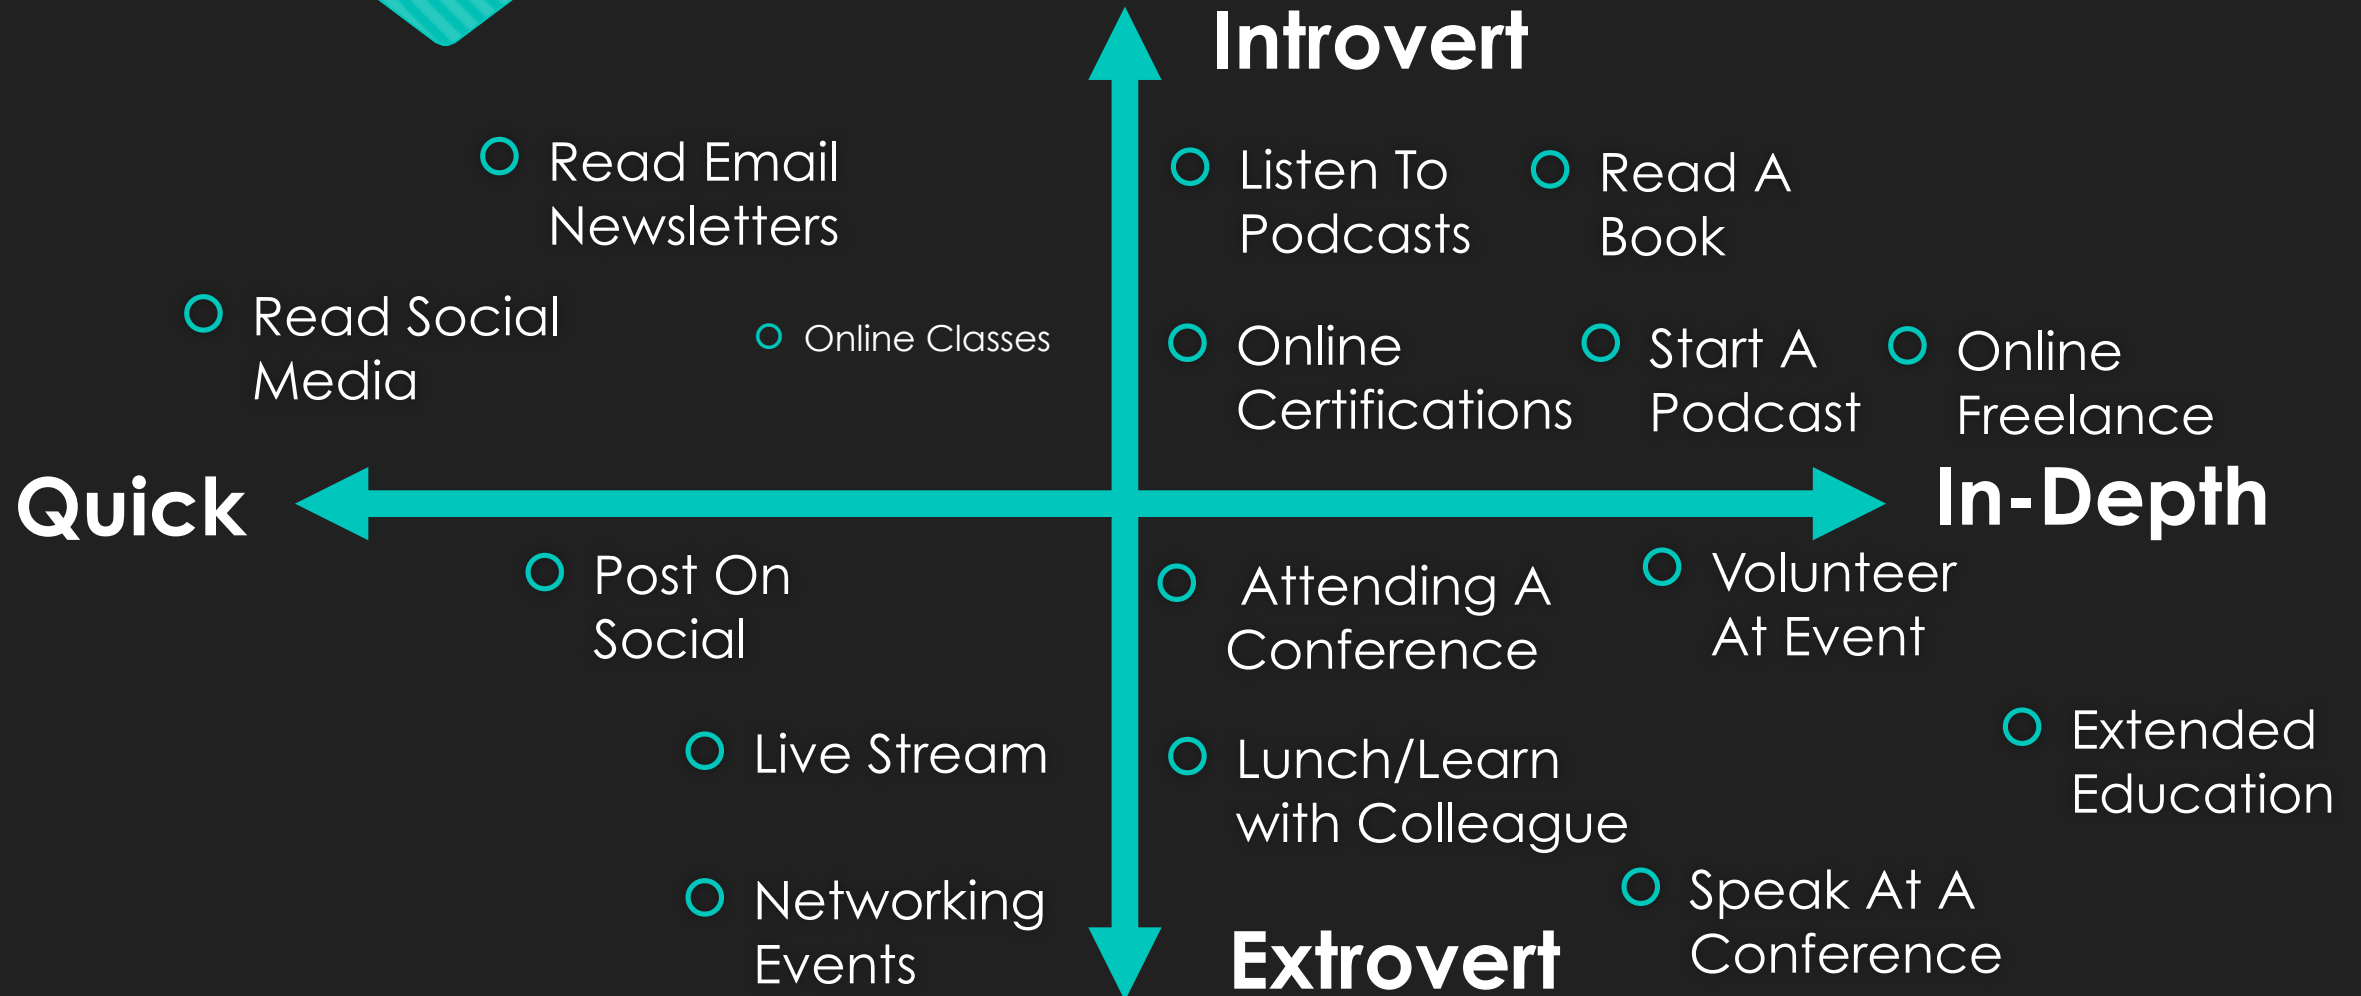 Introvert
Read Email
Newsletters
Listen To
Podcasts
Read A
Book
Read Social
Media
Online Classes
Online
Certifications
Start A
Podcast
Online
Freelance
Quick
In-Depth
Post On
Social
Attending A
Conference
Volunteer
At Event
Live Stream
Lunch/Learn
with Colleague
Extended
Education
Networking
Events
Extrovert
Speak At A
Conference